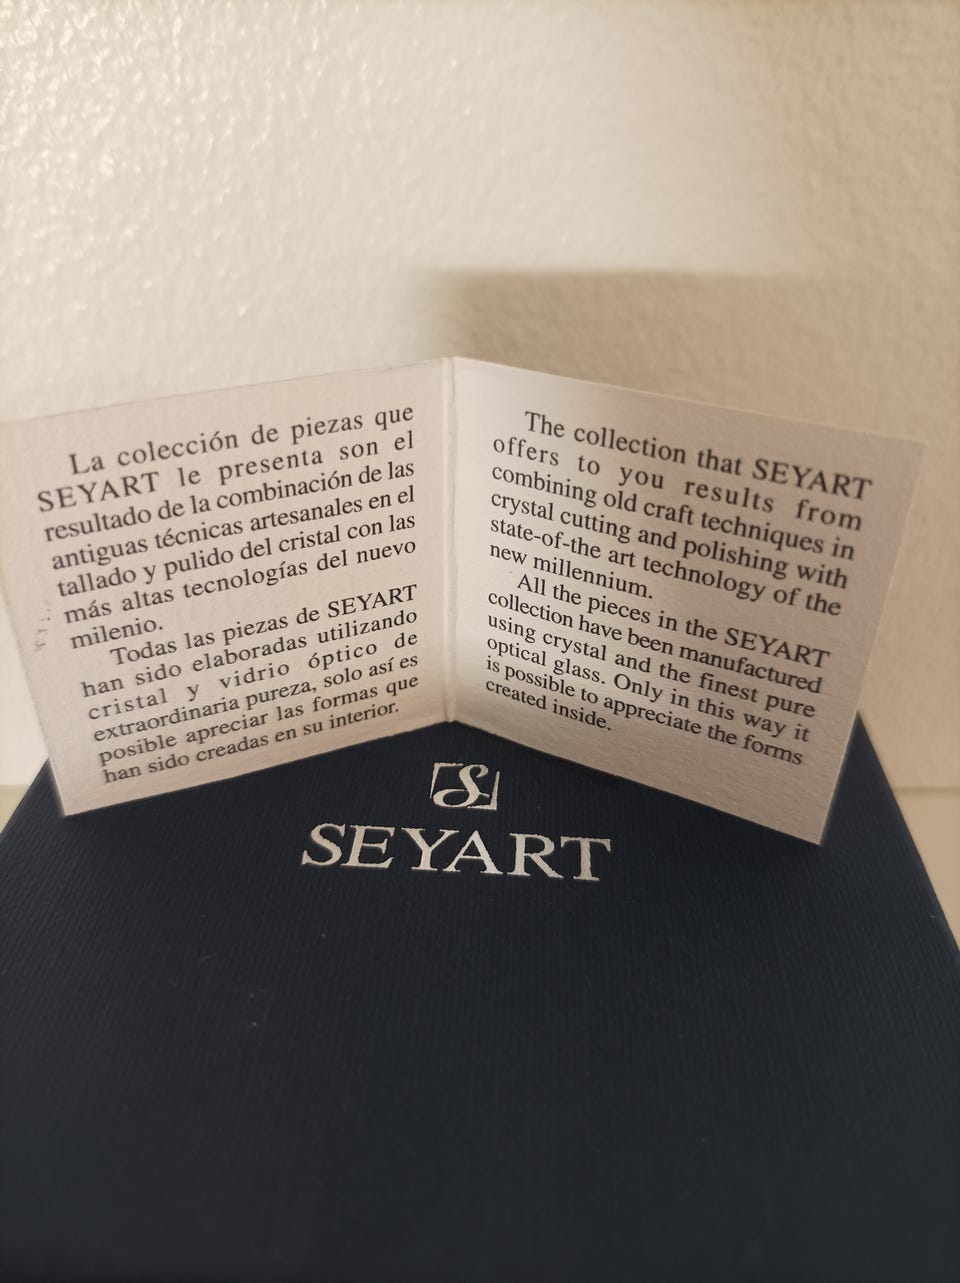 La colección de piezas que
SEYART le presenta son el
resultado de la combinación de las
antiguas técnicas artesanales en el
tallado y pulido del cristal con las
más altas tecnologías del nuevo
milenio.
Todas las piezas de SEYART
han sido elaboradas utilizando
cristal y vidrio óptico de
extraordinaria pureza, solo así es
posible apreciar las formas que
han sido creadas en su interior.
The collection that SEYART
offers to you results from
combining old craft techniques in
crystal cutting and polishing with
state-of-the art technology of the
new millennium.
All the pieces in the SEYART
collection have been manufactured
using crystal and the finest pure
optical glass. Only in this way it
is possible to appreciate the forms
created inside.
S
SEYART